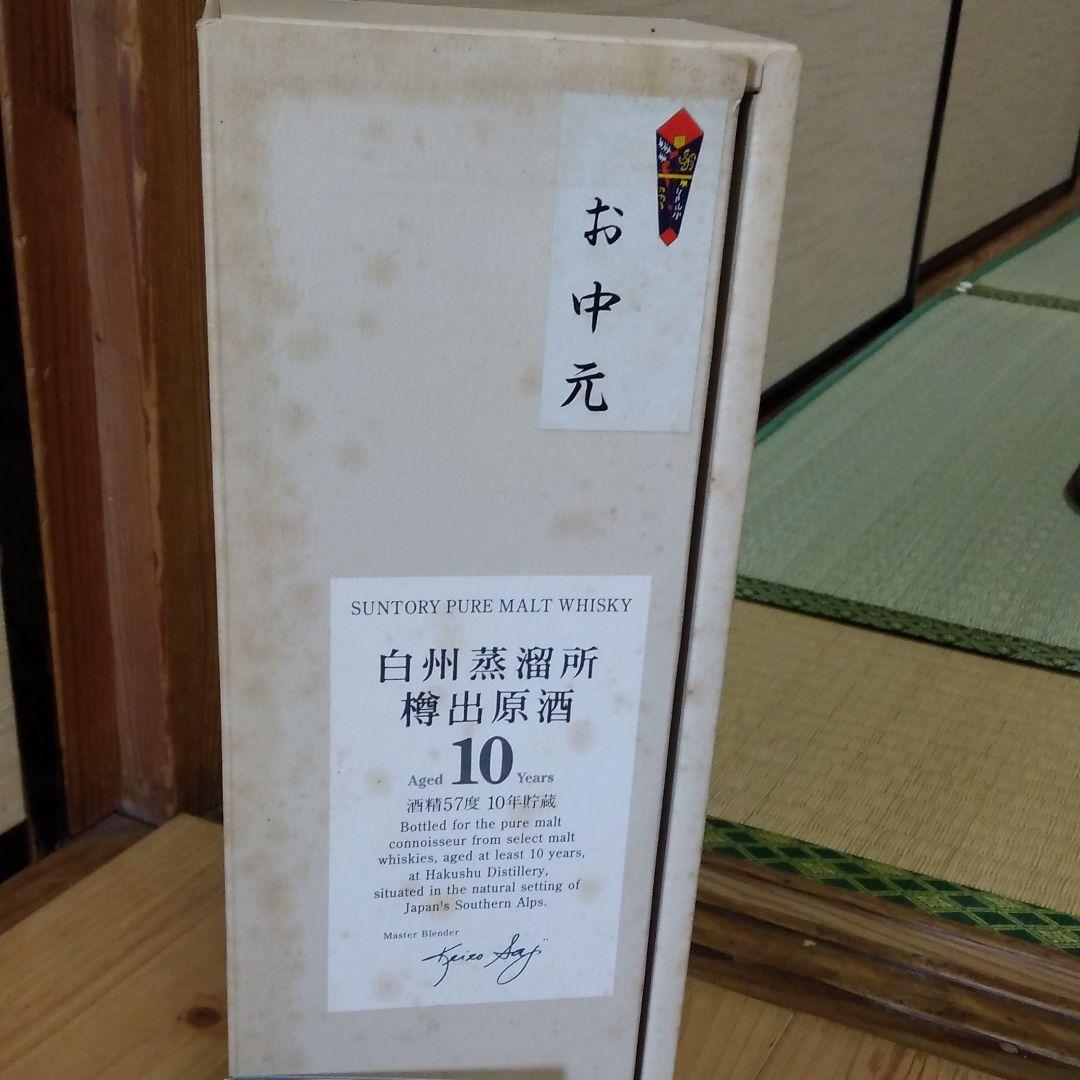 お中元
SUNTORY PURE MALT WHISKY
白州蒸溜所
樽出原酒
Aged 10 Years
酒精57度 10年貯蔵
Bottled for the pure malt
connoisseur from select malt
whiskies, aged at least 10 years,
at Hakushu Distillery,
situated in the natural setting of
Japan's Southern Alps.
Master Blender
Keizo Saji